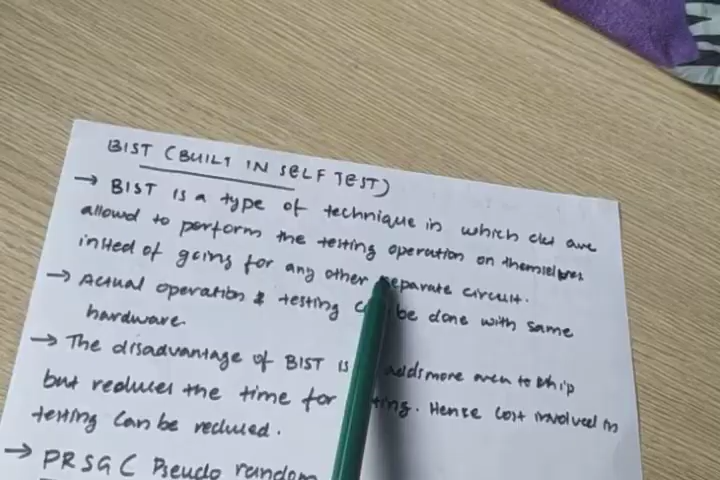 BIST (BUILT IN SELF TEST)
→ BIST is a type of technique in which ckt are
allowd to perform the testing operation on themselves
insted of going for any other separate circuit.
→ Actual operation & testing be done with same
hardware.
→ The disadvantage of BIST is adds more area to chip
but reduces the time for ting. Hence cost involved in
testing can be reduced.
→ PRSG ( Pseudo random